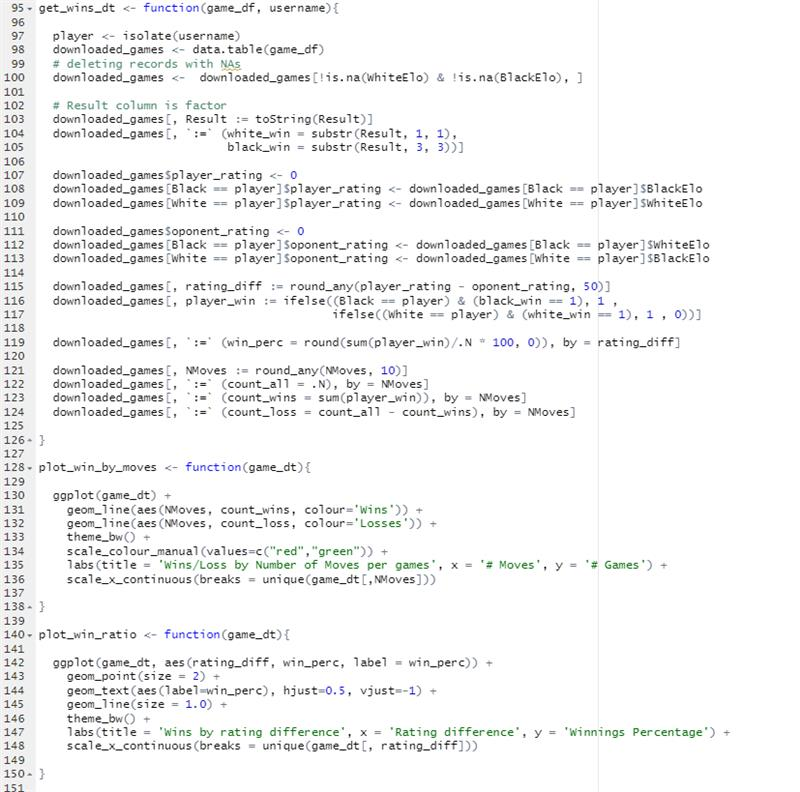 95 get_wins_dt <- function(game_df, username){
96
97 player <- isolate(username)
98 downloaded_games <- data.table(game_df)
99 # deleting records with NAs
100 downloaded_games <-  downloaded_games[!is.na(WhiteElo) & !is.na(BlackElo), ]
101
102 # Result column is factor
103 downloaded_games[, Result := toString(Result)]
104 downloaded_games[, `:=` (white_win = substr(Result, 1, 1),
105 black_win = substr(Result, 3, 3))]
106
107 downloaded_games$player_rating <- 0
108 downloaded_games[Black == player]$player_rating <- downloaded_games[Black == player]$BlackElo
109 downloaded_games[White == player]$player_rating <- downloaded_games[White == player]$WhiteElo
110
111 downloaded_games$oponent_rating <- 0
112 downloaded_games[Black == player]$oponent_rating <- downloaded_games[Black == player]$WhiteElo
113 downloaded_games[White == player]$oponent_rating <- downloaded_games[White == player]$BlackElo
114
115 downloaded_games[, rating_diff := round_any(player_rating - oponent_rating, 50)]
116 downloaded_games[, player_win := ifelse((Black == player) & (black_win == 1), 1 ,
117 ifelse((White == player) & (white_win == 1), 1 , 0))]
118
119 downloaded_games[, `:=` (win_perc = round(sum(player_win)/.N * 100, 0)), by = rating_diff]
120
121 downloaded_games[, NMoves := round_any(NMoves, 10)]
122 downloaded_games[, `:=` (count_all = .N), by = NMoves]
123 downloaded_games[, `:=` (count_wins = sum(player_win)), by = NMoves]
124 downloaded_games[, `:=` (count_loss = count_all - count_wins), by = NMoves]
125
126 }
127
128 plot_win_by_moves <- function(game_dt){
129
130 ggplot(game_dt) +
131 geom_line(aes(NMoves, count_wins, colour='Wins')) +
132 geom_line(aes(NMoves, count_loss, colour='Losses')) +
133 theme_bw() +
134 scale_colour_manual(values=c("red","green")) +
135 labs(title = 'Wins/Loss by Number of Moves per games', x = '# Moves', y = '# Games') +
136 scale_x_continuous(breaks = unique(game_dt[,NMoves]))
137
138 }
139
140 plot_win_ratio <- function(game_dt){
141
142 ggplot(game_dt, aes(rating_diff, win_perc, label = win_perc)) +
143 geom_point(size = 2) +
144 geom_text(aes(label=win_perc), hjust=0.5, vjust=-1) +
145 geom_line(size = 1.0) +
146 theme_bw() +
147 labs(title = 'Wins by rating difference', x = 'Rating difference', y = 'Winnings Percentage') +
148 scale_x_continuous(breaks = unique(game_dt[, rating_diff]))
149
150 }
151